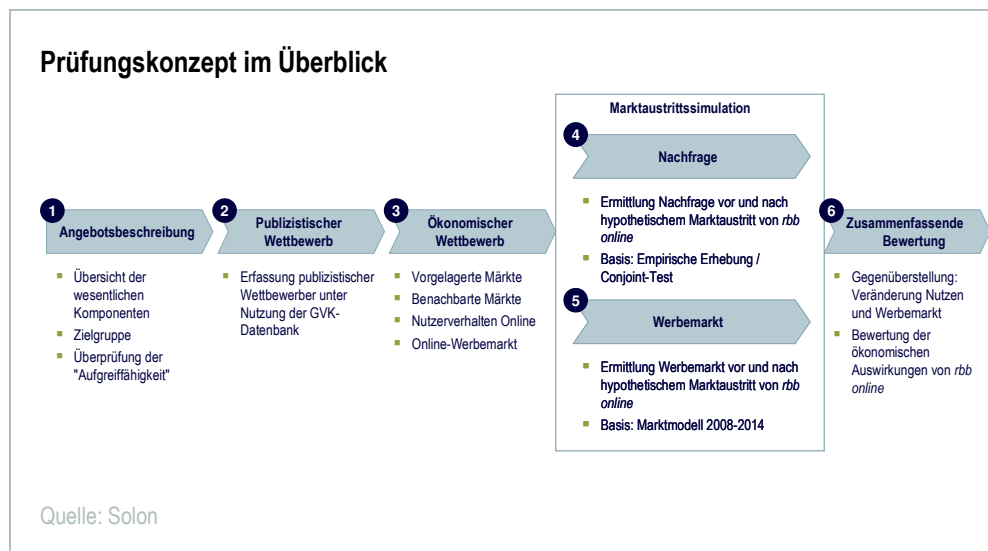 Prüfungskonzept im Überblick
1
Angebotsbeschreibung
Übersicht der
wesentlichen
Komponenten
Zielgruppe
Überprüfung der
"Aufgreiffähigkeit"
2
Publizistischer
Wettbewerb
Erfassung publizistischer
Wettbewerber unter
Nutzung der GVK-
Datenbank
3
Ökonomischer
Wettbewerb
Vorgelagerte Märkte
Benachbarte Märkte
Nutzerverhalten Online
Online-Werbemarkt
Marktaustrittssimulation
4
Nachfrage
Ermittlung Nachfrage vor und nach
hypothetischem Marktaustritt von rbb
online
Basis: Empirische Erhebung /
Conjoint-Test
5
Werbemarkt
Ermittlung Werbemarkt vor und nach
hypothetischem Marktaustritt von rbb
online
Basis: Marktmodell 2008-2014
6
Zusammenfassende
Bewertung
Gegenüberstellung:
Veränderung Nutzen
und Werbemarkt
Bewertung der
ökonomischen
Auswirkungen von rbb
online
Quelle: Solon